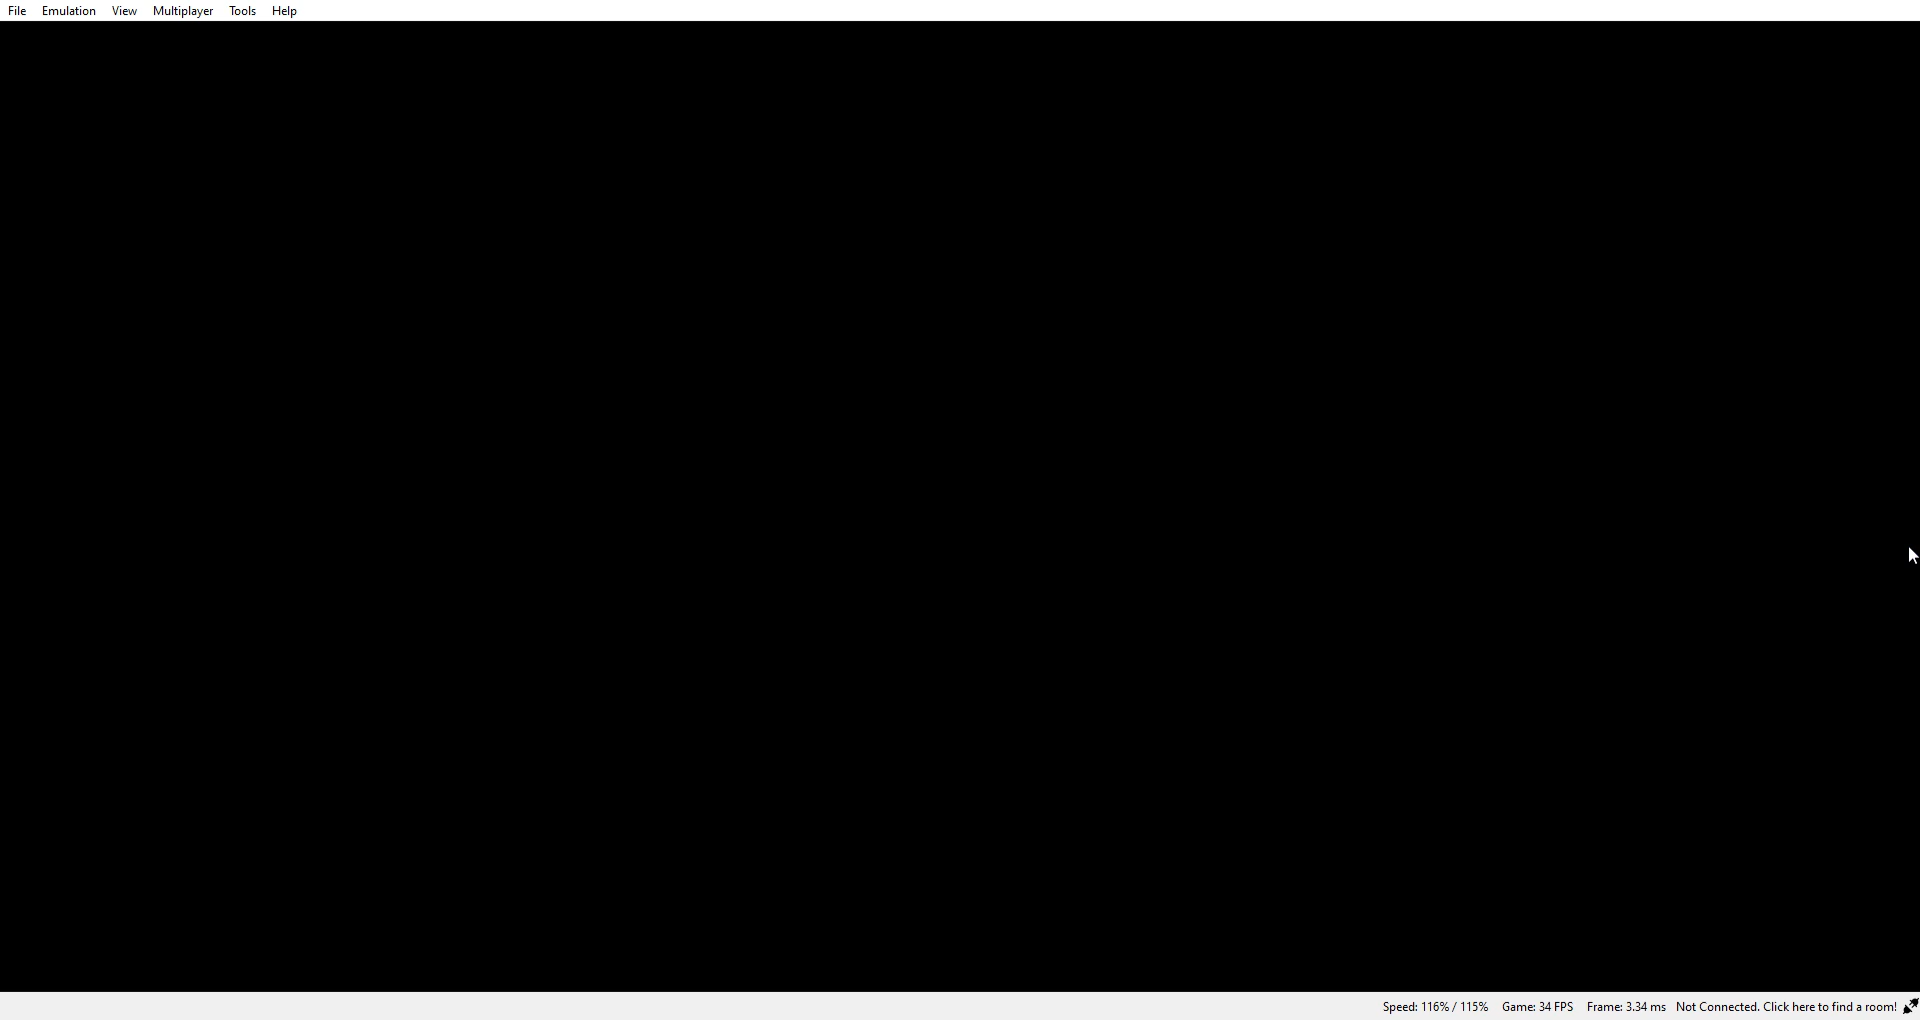 File Emulation View Multiplayer Tools Help
Speed: 116% / 115% Game: 34 FPS Frame: 3.34 ms Not Connected. Click here to find a room!